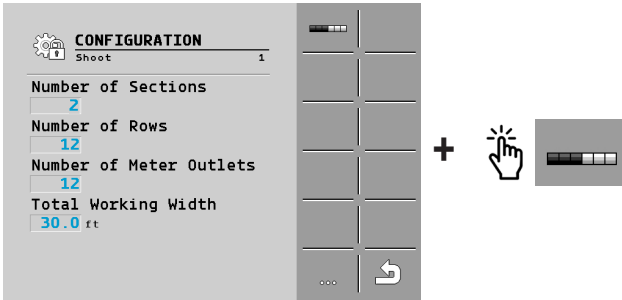 CONFIGURATION
Shoot 1
Number of Sections
2
Number of Rows
12
Number of Meter Outlets
12
Total Working Width
30.0 ft
...
+